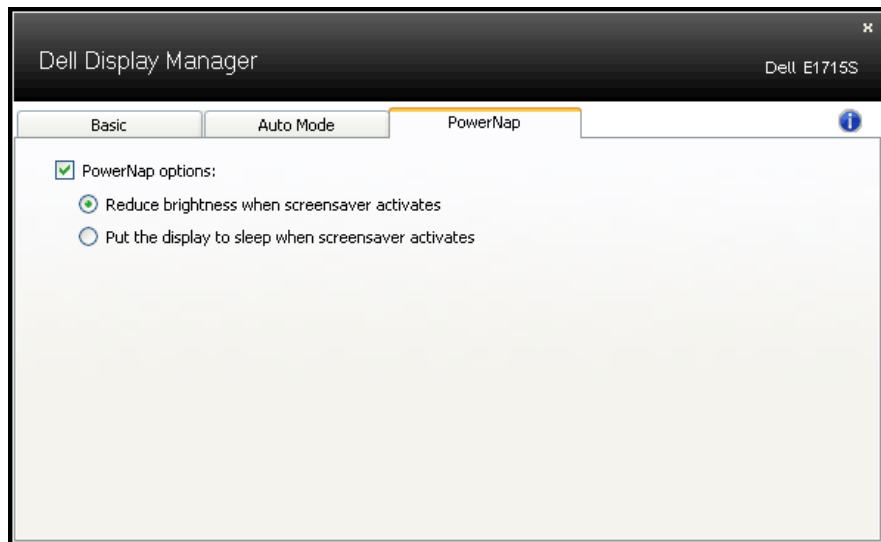 x
Dell Display Manager
Dell E1715S
Basic
Auto Mode
PowerNap
i
PowerNap options:
Reduce brightness when screensaver activates
Put the display to sleep when screensaver activates